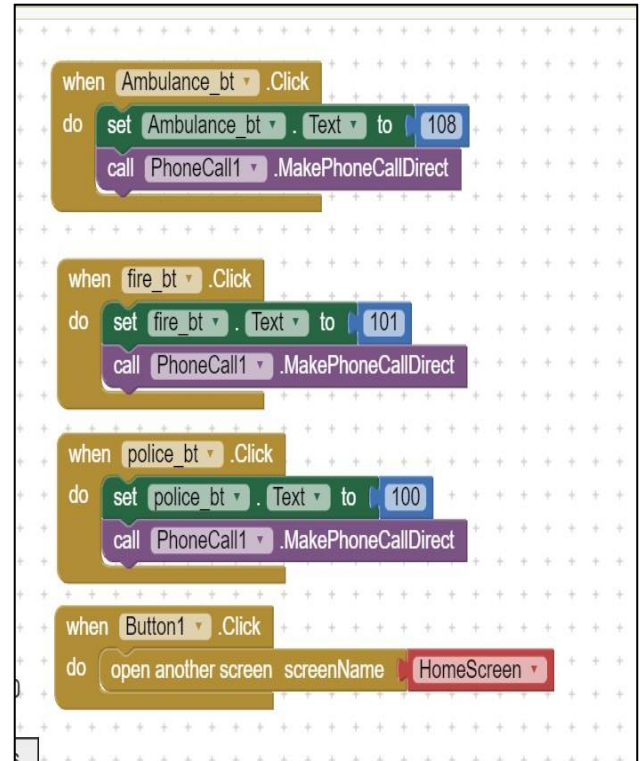 when Ambulance_bt .Click
do set Ambulance_bt . Text to 108
call PhoneCall1 .MakePhoneCallDirect
when fire_bt .Click
do set fire_bt . Text to 101
call PhoneCall1 .MakePhoneCallDirect
when police_bt .Click
do set police_bt . Text to 100
call PhoneCall1 .MakePhoneCallDirect
when Button1 .Click
do open another screen screenName HomeScreen